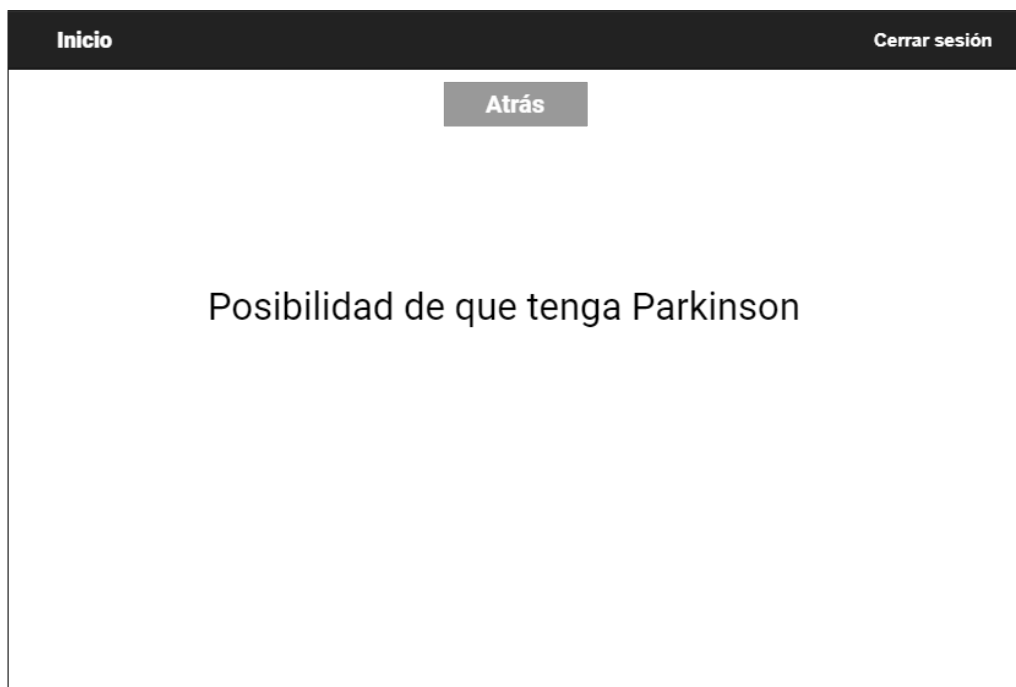 Inicio
Cerrar sesión
Atrás
Posibilidad de que tenga Parkinson